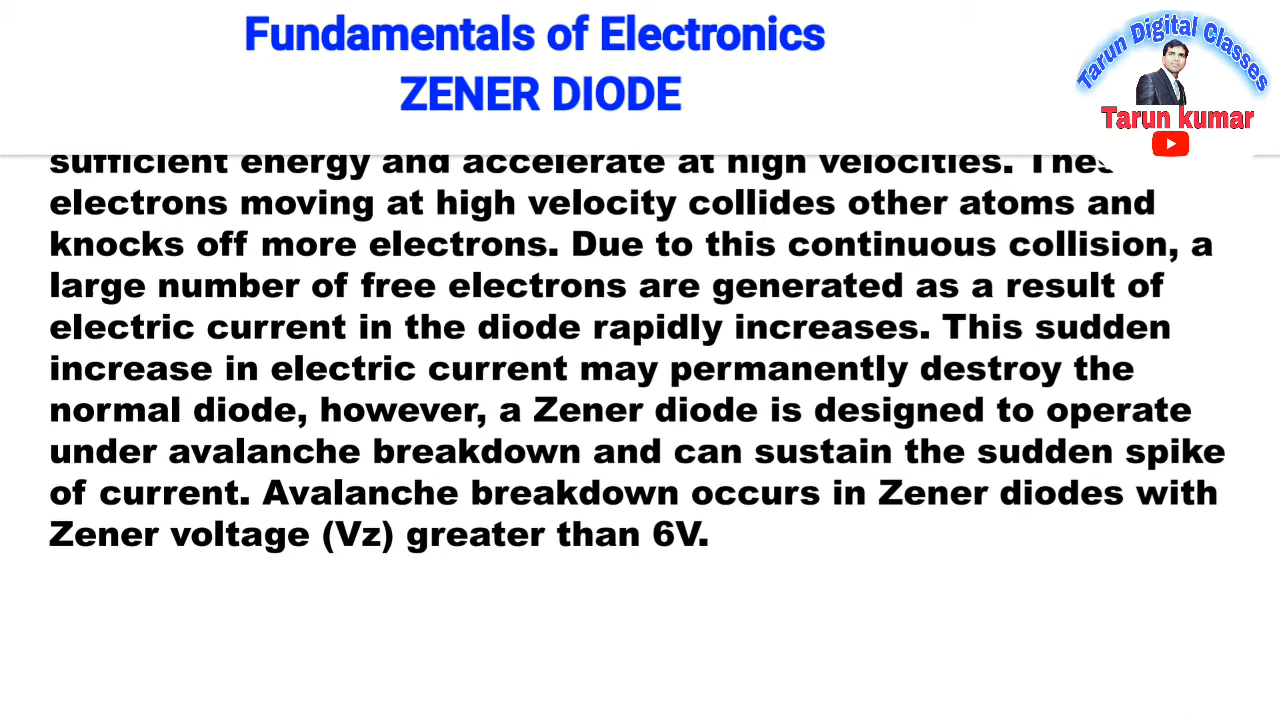 Fundamentals of Electronics
ZENER DIODE
Tarun Digital Classes
Tarun kumar
sufficient energy and accelerate at high velocities.
electrons moving at high velocity collides other atoms and
knocks off more electrons. Due to this continuous collision, a
large number of free electrons are generated as a result of
electric current in the diode rapidly increases. This sudden
increase in electric current may permanently destroy the
normal diode, however, a Zener diode is designed to operate
under avalanche breakdown and can sustain the sudden spike
of current. Avalanche breakdown occurs in Zener diodes with
Zener voltage (Vz) greater than 6V.